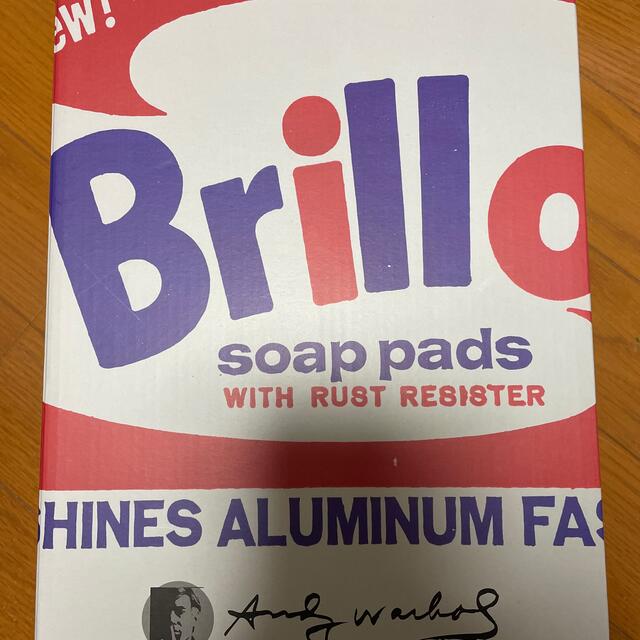 ew!
Brillo
soap pads
WITH RUST RESISTER
SHINES ALUMINUM FAS
Andy Warhol